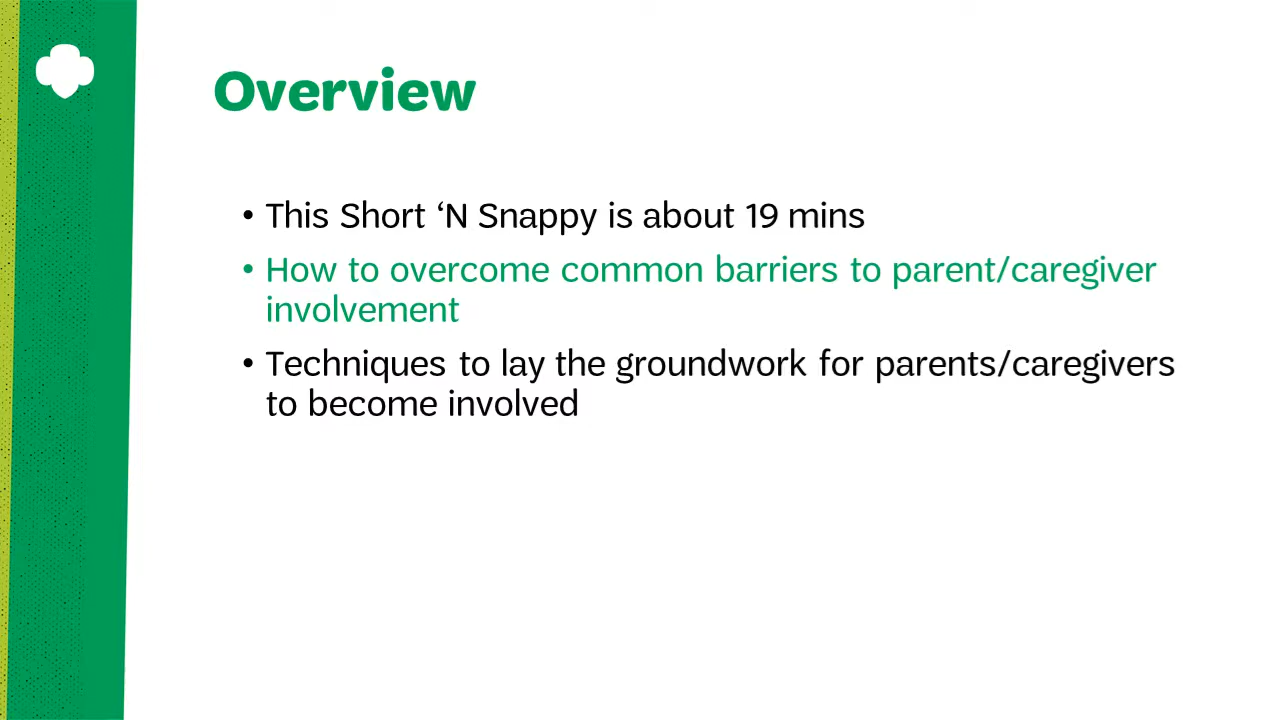 Overview
• This Short ‘N Snappy is about 19 mins
• How to overcome common barriers to parent/caregiver
involvement
• Techniques to lay the groundwork for parents/caregivers
to become involved